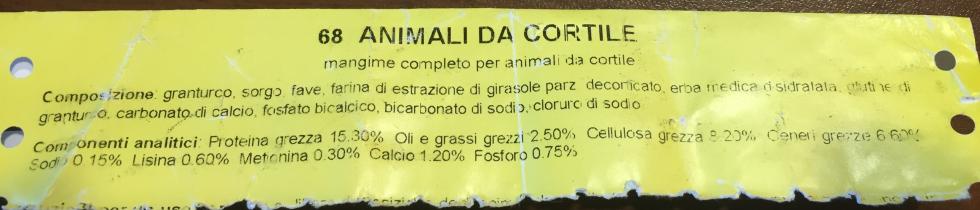 68 ANIMALI DA CORTILE
mangime completo per animali da cortile
Composizione: granturco, sorgo, fave, farina di estrazione di girasole parz. decorticato, erba medica disidratata, glutine di
granturco, carbonato di calcio, fosfato bicalcico, bicarbonato di sodio, cloruro di sodio
Componenti analitici: Proteina grezza 15.30% Oli e grassi grezzi 2.50% Cellulosa grezza 8.20% Ceneri grezze 6.60%
Sodio 0.15% Lisina 0.60% Metionina 0.30% Calcio 1.20% Fosforo 0.75%